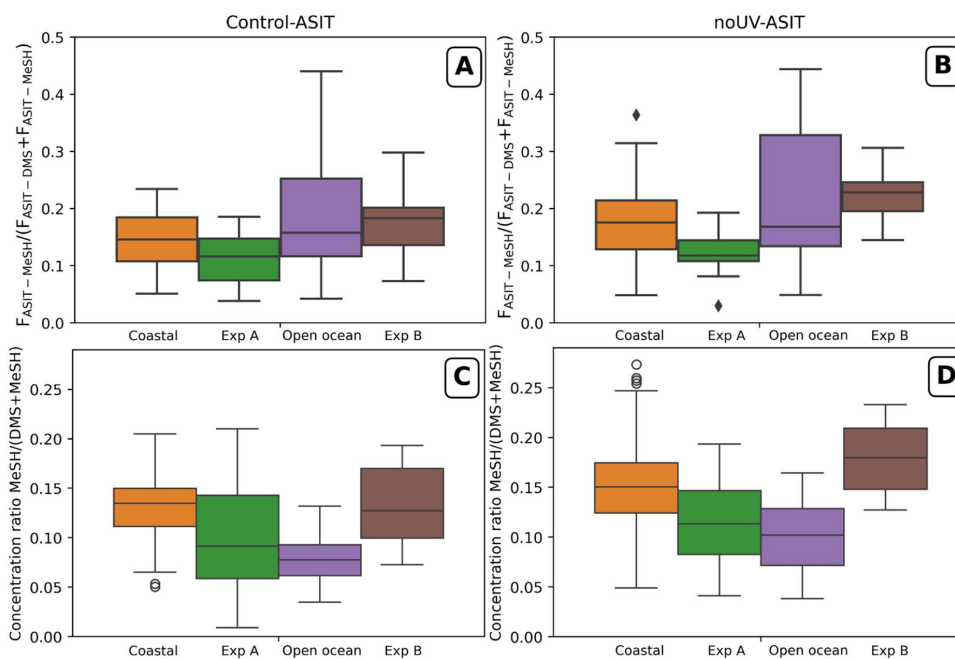 Control-ASIT
noUV-ASIT
F_ASIT−MeSH/(F_ASIT−DMS+F_ASIT−MeSH)
0.5
0.4
0.3
0.2
0.1
0.0
A
Coastal Exp A Open ocean Exp B
F_ASIT−MeSH/(F_ASIT−DMS+F_ASIT−MeSH)
0.5
0.4
0.3
0.2
0.1
0.0
B
Coastal Exp A Open ocean Exp B
Concentration ratio MeSH/(DMS+MeSH)
0.25
0.20
0.15
0.10
0.05
0.00
C
Coastal Exp A Open ocean Exp B
Concentration ratio MeSH/(DMS+MeSH)
0.25
0.20
0.15
0.10
0.05
0.00
D
Coastal Exp A Open ocean Exp B